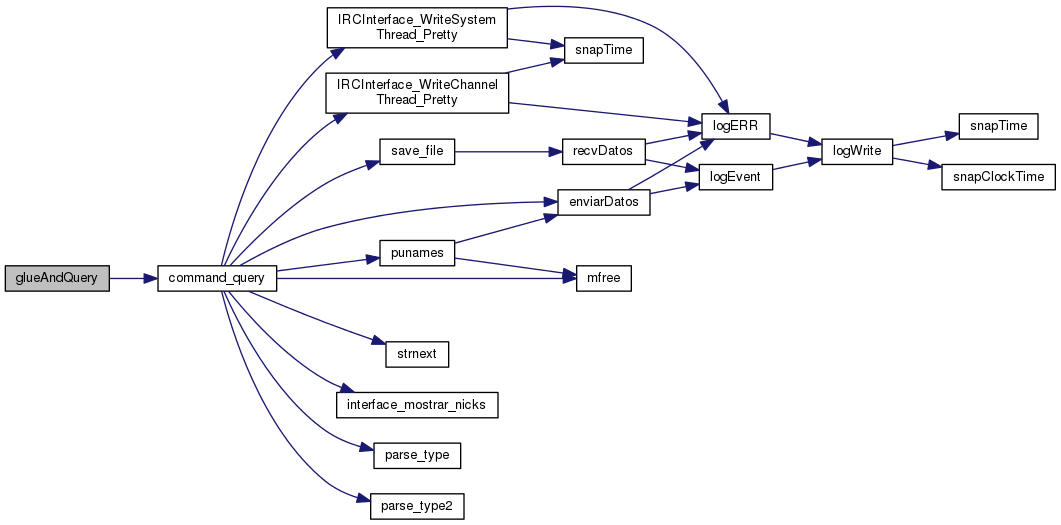 IRCInterface_WriteSystem
Thread_Pretty
snapTime
IRCInterface_WriteChannel
Thread_Pretty
logERR
snapTime
save_file
recvDatos
logWrite
logEvent
snapClockTime
enviarDatos
punames
glueAndQuery
command_query
mfree
strnext
interface_mostrar_nicks
parse_type
parse_type2